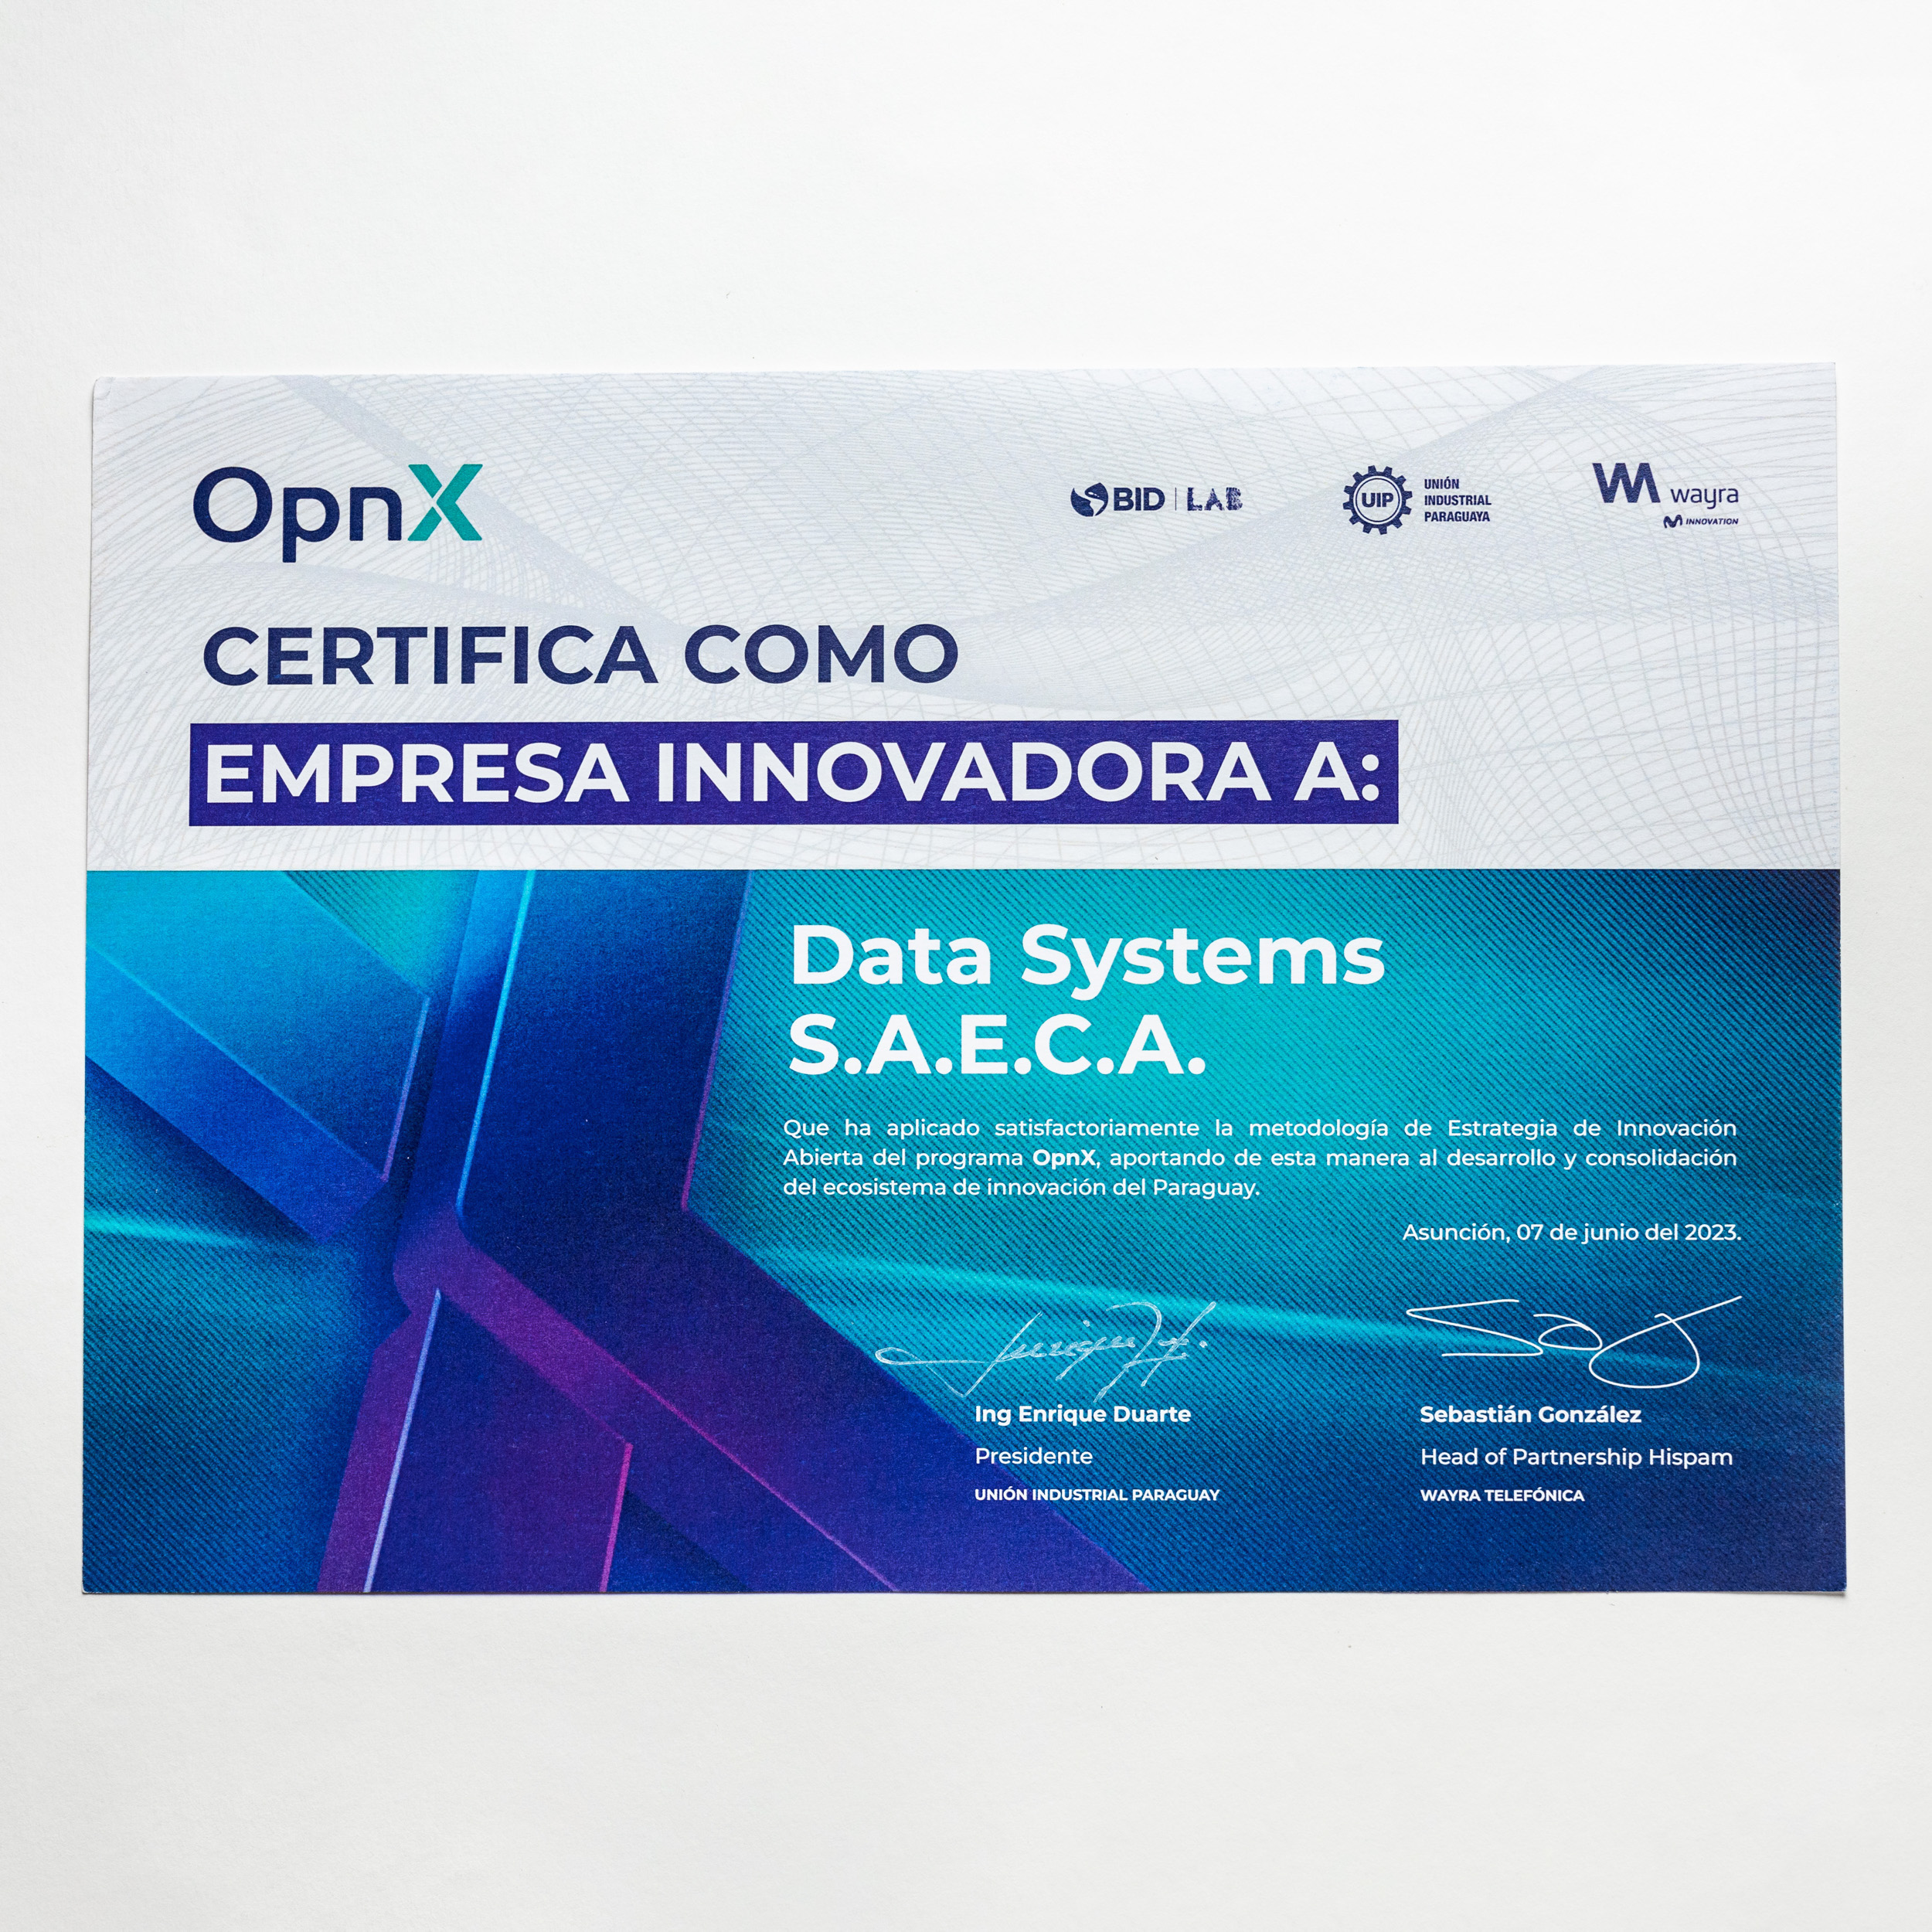 OpnX
BID | LAB
UIP
UNIÓN
INDUSTRIAL
PARAGUAYA
wayra
INNOVATION
CERTIFICA COMO
EMPRESA INNOVADORA A:
Data Systems
S.A.E.C.A.
Que ha aplicado satisfactoriamente la metodología de Estrategia de Innovación
Abierta del programa OpnX, aportando de esta manera al desarrollo y consolidación
del ecosistema de innovación del Paraguay.
Asunción, 07 de junio del 2023.
Ing Enrique Duarte
Presidente
UNIÓN INDUSTRIAL PARAGUAY
Sebastián González
Head of Partnership Hispam
WAYRA TELEFÓNICA